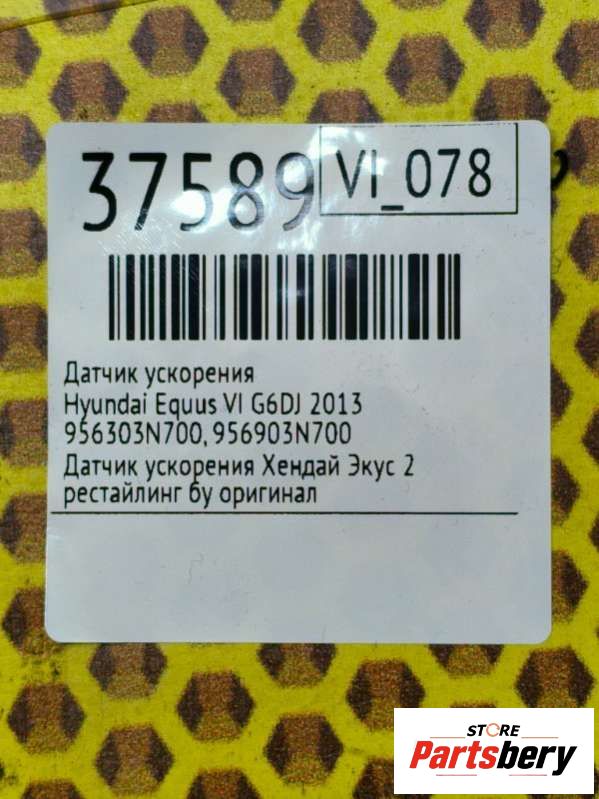 37589 VI_078
Датчик ускорения
Hyundai Equus VI G6DJ 2013
956303N700, 956903N700
Датчик ускорения Хендай Экус 2
рестайлинг бу оригинал
STORE
Partsbery